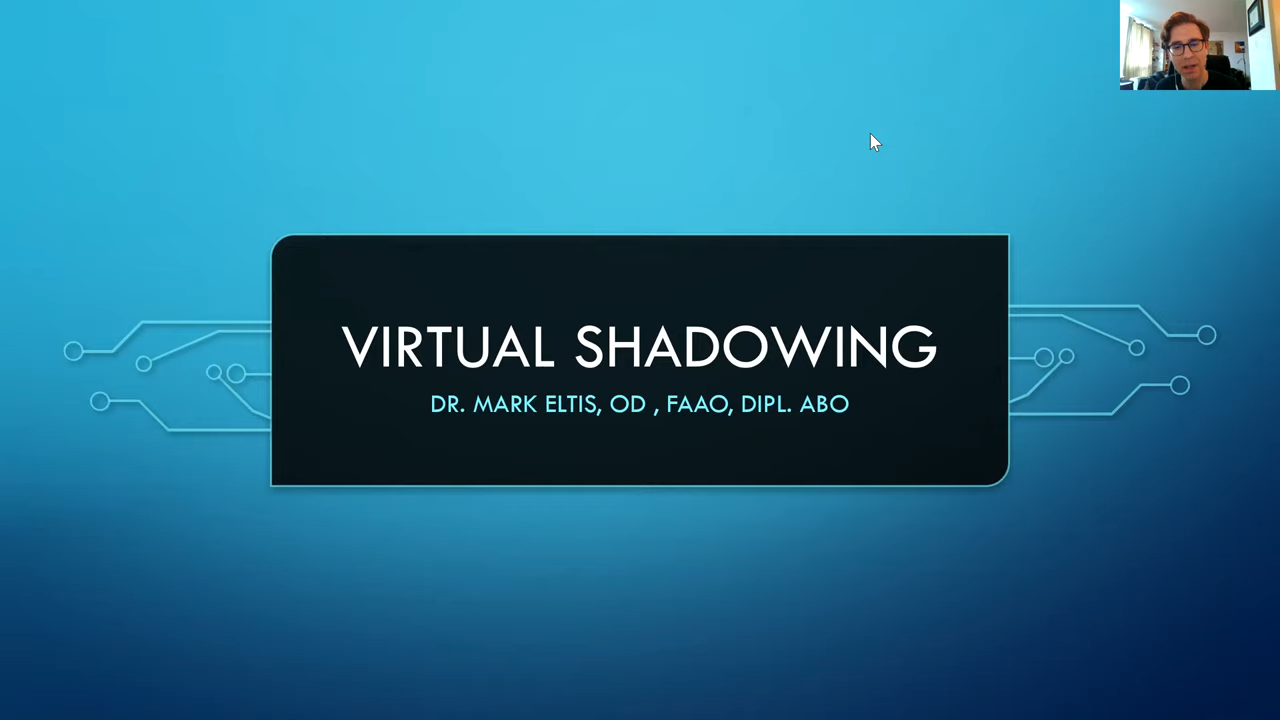 VIRTUAL SHADOWING
DR. MARK ELTIS, OD , FAAO, DIPL. ABO